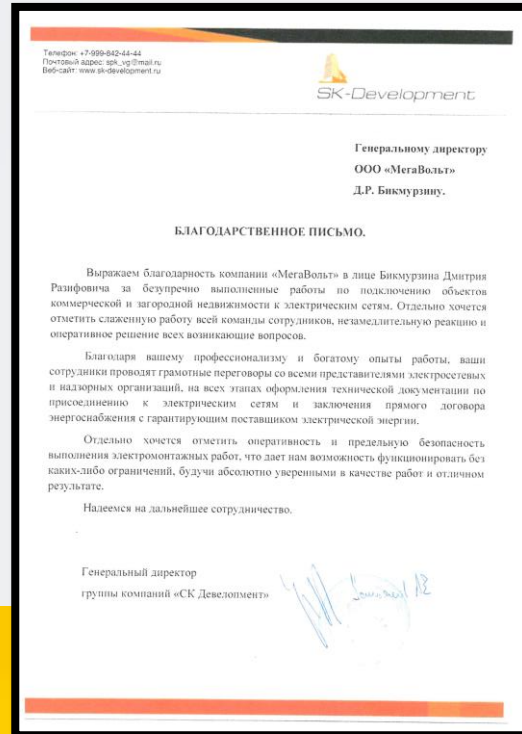 Телефон: +7-999-642-44-44
Почтовый адрес: spk_vg@mail.ru
Веб-сайт: www.sk-development.ru
SK-Development
Генеральному директору
ООО «МегаВольт»
Д.Р. Бикмурзину.
БЛАГОДАРСТВЕННОЕ ПИСЬМО.
Выражаем благодарность компании «МегаВольт» в лице Бикмурзина Дмитрия
Разифовича за безупречно выполненные работы по подключению объектов
коммерческой и загородной недвижимости к электрическим сетям. Отдельно хочется
отметить слаженную работу всей команды сотрудников, незамедлительную реакцию и
оперативное решение всех возникающие вопросов.
Благодаря вашему профессионализму и богатому опыты работы, ваши
сотрудники проводят грамотные переговоры со всеми представителями электросетевых
и надзорных организаций, на всех этапах оформления технической документации по
присоединению к электрическим сетям и заключения прямого договора
энергоснабжения с гарантирующим поставщиком электрической энергии.
Отдельно хочется отметить оперативность и предельную безопасность
выполнения электромонтажных работ, что дает нам возможность функционировать без
каких-либо ограничений, будучи абсолютно уверенными в качестве работ и отличном
результате.
Надеемся на дальнейшее сотрудничество.
Генеральный директор
группы компаний «СК Девелопмент»